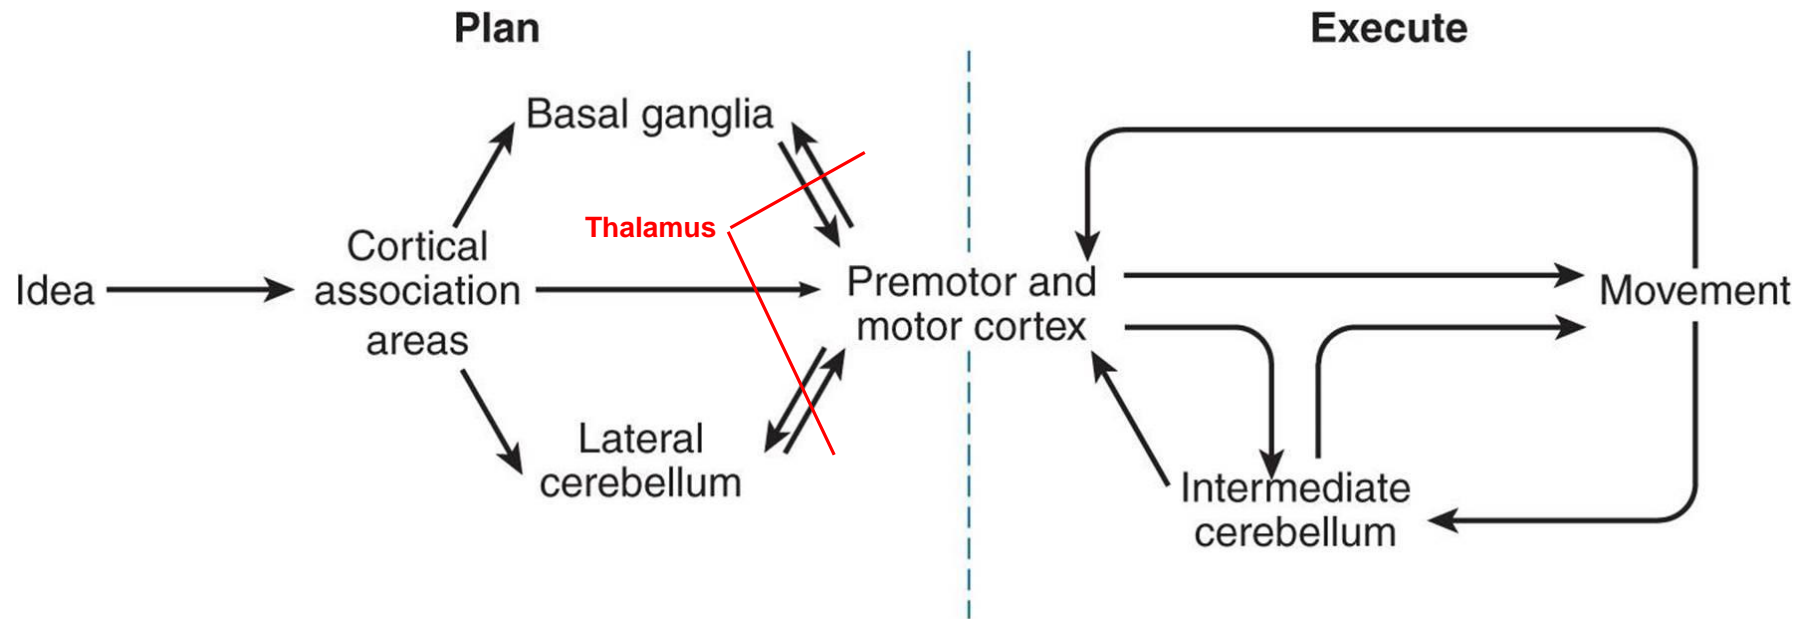 Plan
Execute
Basal ganglia
Thalamus
Idea
Cortical
association
areas
Premotor and
motor cortex
Movement
Lateral
cerebellum
Intermediate
cerebellum